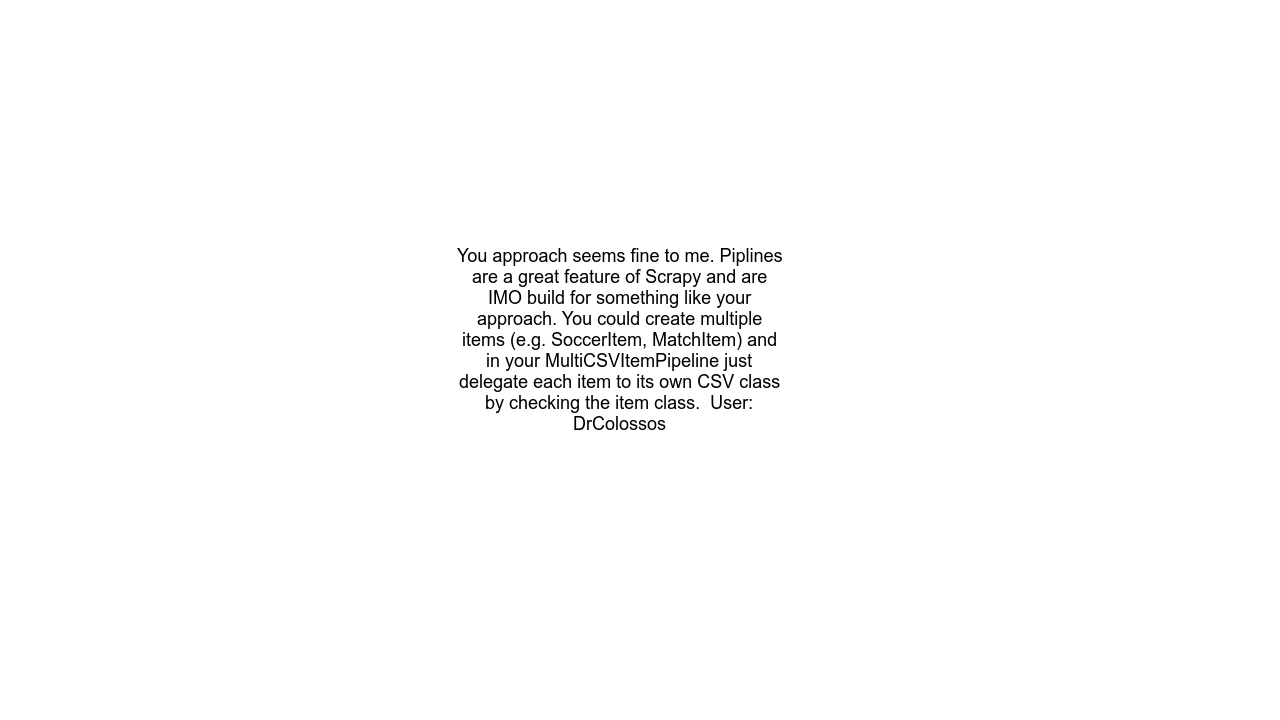 You approach seems fine to me. Piplines
are a great feature of Scrapy and are
IMO build for something like your
approach. You could create multiple
items (e.g. SoccerItem, MatchItem) and
in your MultiCSVItemPipeline just
delegate each item to its own CSV class
by checking the item class.  User:
DrColossos